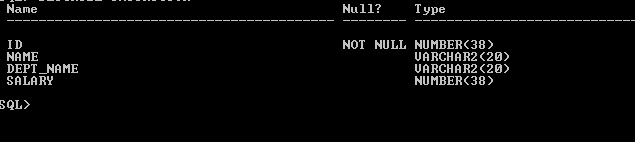 Name Null? Type
ID NOT NULL NUMBER(38)
NAME VARCHAR2(20)
DEPT_NAME VARCHAR2(20)
SALARY NUMBER(38)
SQL>